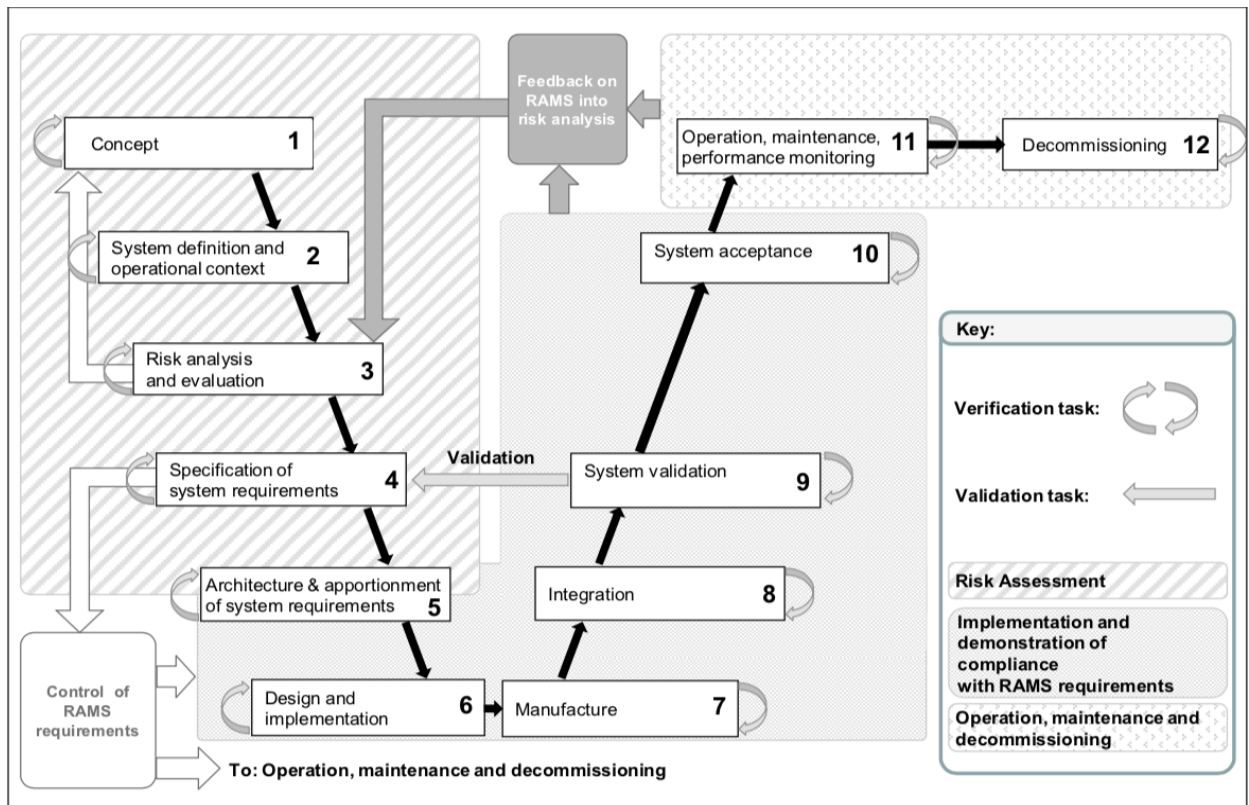 Feedback on
RAMS into
risk analysis
Concept 1
System definition and
operational context 2
Risk analysis
and evaluation 3
Specification of
system requirements 4
Architecture & apportionment
of system requirements 5
Design and
implementation 6
Manufacture 7
Integration 8
Validation
System validation 9
System acceptance 10
Operation, maintenance,
performance monitoring 11
Decommissioning 12
Control of
RAMS
requirements
To: Operation, maintenance and decommissioning
Key:
Verification task:
Validation task:
Risk Assessment
Implementation and
demonstration of
compliance
with RAMS requirements
Operation, maintenance and
decommissioning